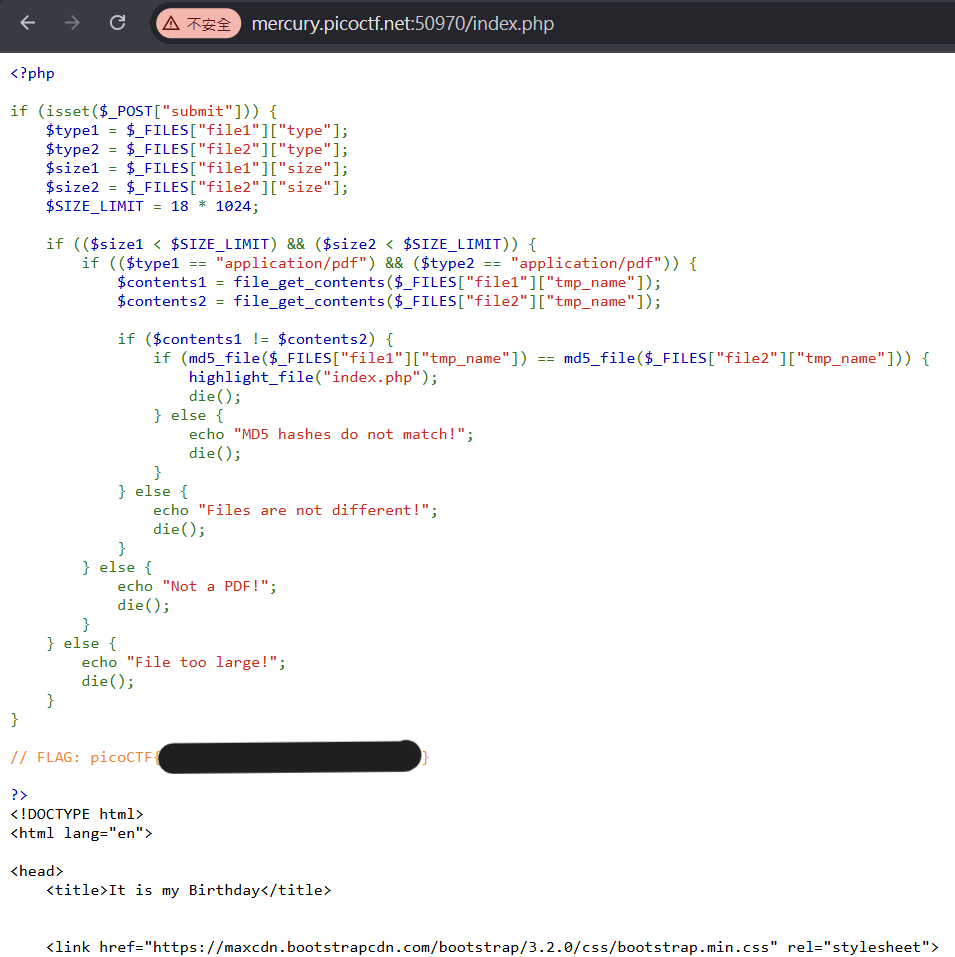 不安全 mercury.picoctf.net:50970/index.php
<?php
if (isset($_POST["submit"])) {
    $type1 = $_FILES["file1"]["type"];
    $type2 = $_FILES["file2"]["type"];
    $size1 = $_FILES["file1"]["size"];
    $size2 = $_FILES["file2"]["size"];
    $SIZE_LIMIT = 18 * 1024;
    if (($size1 < $SIZE_LIMIT) && ($size2 < $SIZE_LIMIT)) {
        if (($type1 == "application/pdf") && ($type2 == "application/pdf")) {
            $contents1 = file_get_contents($_FILES["file1"]["tmp_name"]);
            $contents2 = file_get_contents($_FILES["file2"]["tmp_name"]);
            if ($contents1 != $contents2) {
                if (md5_file($_FILES["file1"]["tmp_name"]) == md5_file($_FILES["file2"]["tmp_name"])) {
                    highlight_file("index.php");
                    die();
                } else {
                    echo "MD5 hashes do not match!";
                    die();
                }
            } else {
                echo "Files are not different!";
                die();
            }
        } else {
            echo "Not a PDF!";
            die();
        }
    } else {
        echo "File too large!";
        die();
    }
}
// FLAG: picoCTF{ }
?>
<!DOCTYPE html>
<html lang="en">
<head>
    <title>It is my Birthday</title>
    <link href="https://maxcdn.bootstrapcdn.com/bootstrap/3.2.0/css/bootstrap.min.css" rel="stylesheet">